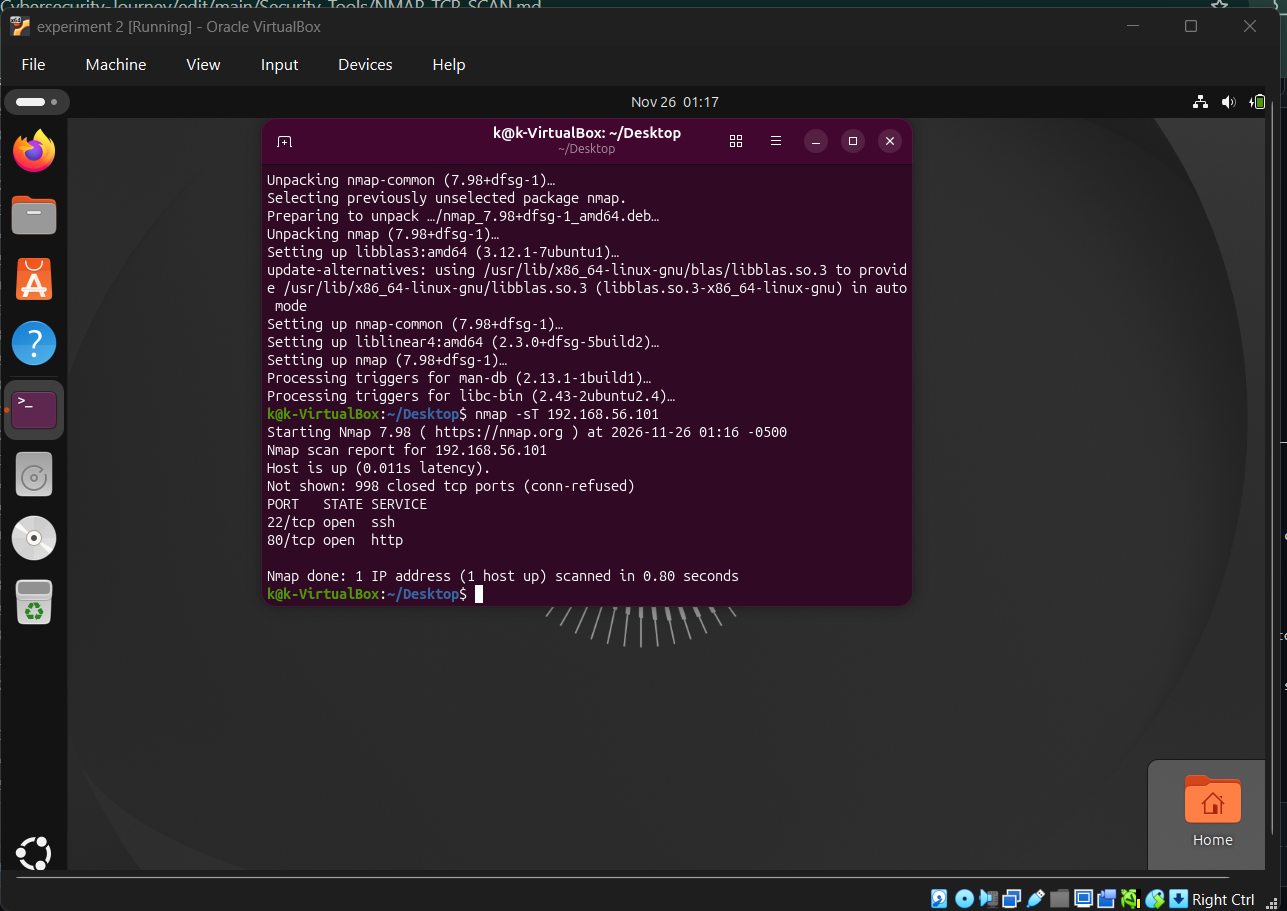 Cybersecurity-Journey/edit/main/Security-Tools/NMAP_TCP_SCAN.md
experiment 2 [Running] - Oracle VirtualBox
File Machine View Input Devices Help
Nov 26 01:17
k@k-VirtualBox: ~/Desktop
~/Desktop
Unpacking nmap-common (7.98+dfsg-1)…
Selecting previously unselected package nmap.
Preparing to unpack …/nmap_7.98+dfsg-1_amd64.deb…
Unpacking nmap (7.98+dfsg-1)…
Setting up libblas3:amd64 (3.12.1-7ubuntu1)…
update-alternatives: using /usr/lib/x86_64-linux-gnu/blas/libblas.so.3 to provid
e /usr/lib/x86_64-linux-gnu/libblas.so.3 (libblas.so.3-x86_64-linux-gnu) in auto
 mode
Setting up nmap-common (7.98+dfsg-1)…
Setting up liblinear4:amd64 (2.3.0+dfsg-5build2)…
Setting up nmap (7.98+dfsg-1)…
Processing triggers for man-db (2.13.1-1build1)…
Processing triggers for libc-bin (2.43-2ubuntu2.4)…
k@k-VirtualBox:~/Desktop$ nmap -sT 192.168.56.101
Starting Nmap 7.98 ( https://nmap.org ) at 2026-11-26 01:16 -0500
Nmap scan report for 192.168.56.101
Host is up (0.011s latency).
Not shown: 998 closed tcp ports (conn-refused)
PORT   STATE SERVICE
22/tcp open  ssh
80/tcp open  http
Nmap done: 1 IP address (1 host up) scanned in 0.80 seconds
k@k-VirtualBox:~/Desktop$
Home
Right Ctrl